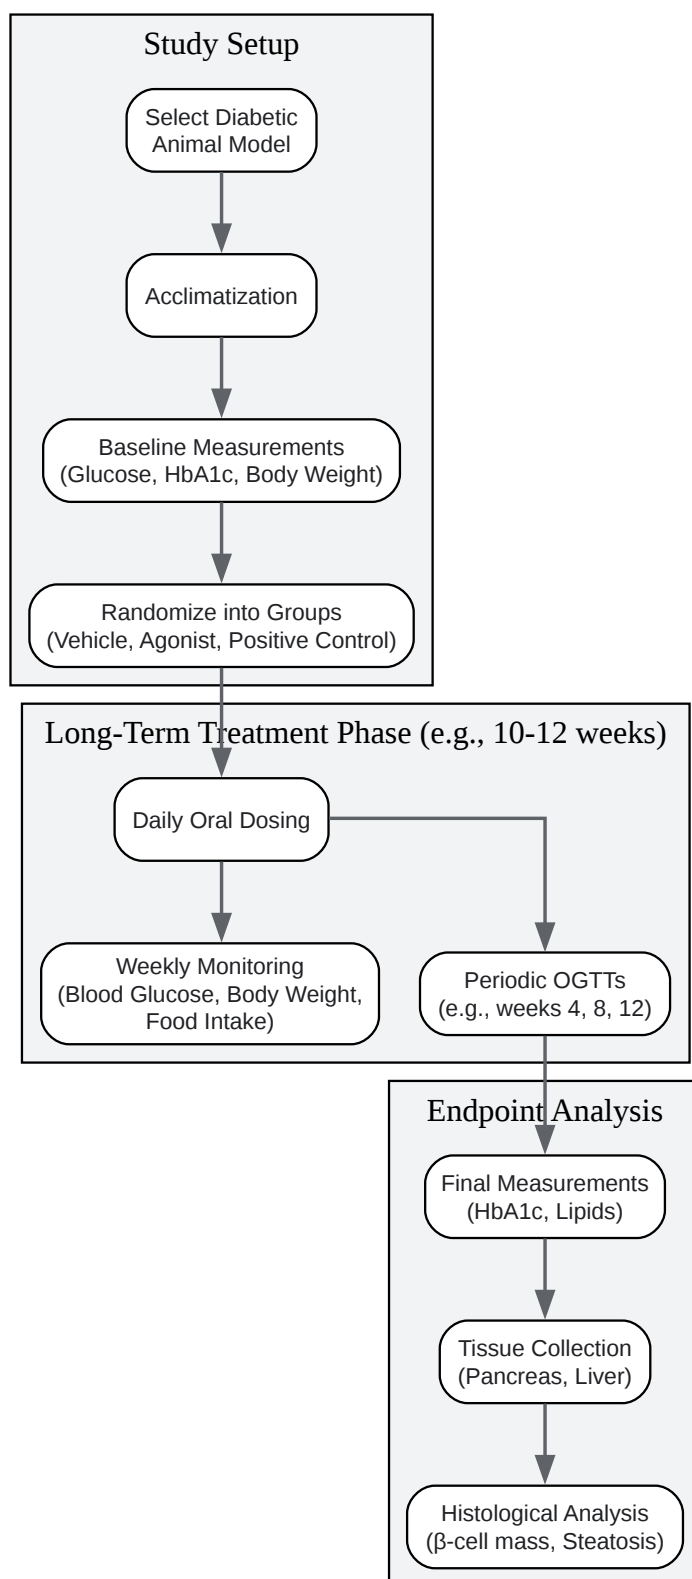 Study Setup
Select Diabetic
Animal Model
Acclimatization
Baseline Measurements
(Glucose, HbA1c, Body Weight)
Randomize into Groups
(Vehicle, Agonist, Positive Control)
Long-Term Treatment Phase (e.g., 10-12 weeks)
Daily Oral Dosing
Weekly Monitoring
(Blood Glucose, Body Weight,
Food Intake)
Periodic OGTTs
(e.g., weeks 4, 8, 12)
Endpoint Analysis
Final Measurements
(HbA1c, Lipids)
Tissue Collection
(Pancreas, Liver)
Histological Analysis
(β-cell mass, Steatosis)